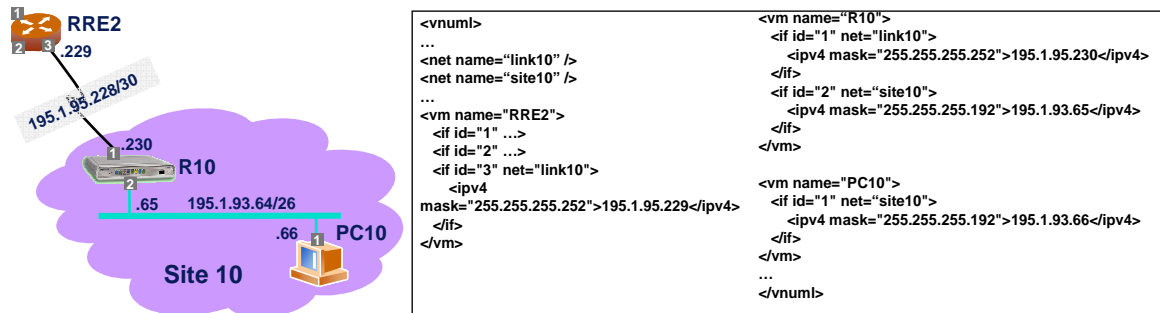 1
RRE2
2
3
.229
195.1.95.228/30
1
.230
R10
2
.65
195.1.93.64/26
.66
1
PC10
Site 10
<vnuml>
…
<net name=“link10” />
<net name=“site10” />
…
<vm name="RRE2">
<if id="1" …>
<if id="2" …>
<if id="3" net="link10">
<ipv4
mask="255.255.255.252">195.1.95.229</ipv4>
</if>
</vm>
<vm name=“R10">
<if id="1" net="link10">
<ipv4 mask="255.255.255.252">195.1.95.230</ipv4>
</if>
<if id="2" net=“site10">
<ipv4 mask="255.255.255.192">195.1.93.65</ipv4>
</if>
</vm>
<vm name="PC10">
<if id="1" net=“site10">
<ipv4 mask="255.255.255.192">195.1.93.66</ipv4>
</if>
</vm>
…
</vnuml>